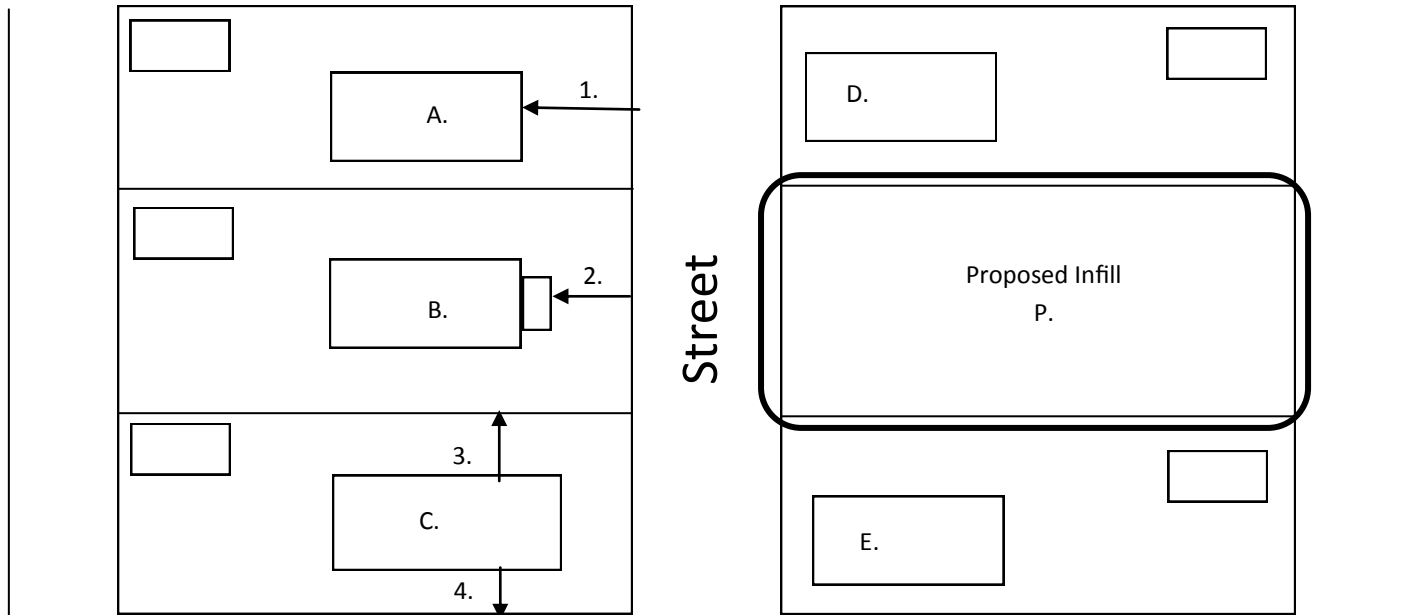 1.
A.
D.
2.
B.
Street
Proposed Infill
P.
3.
C.
4.
E.